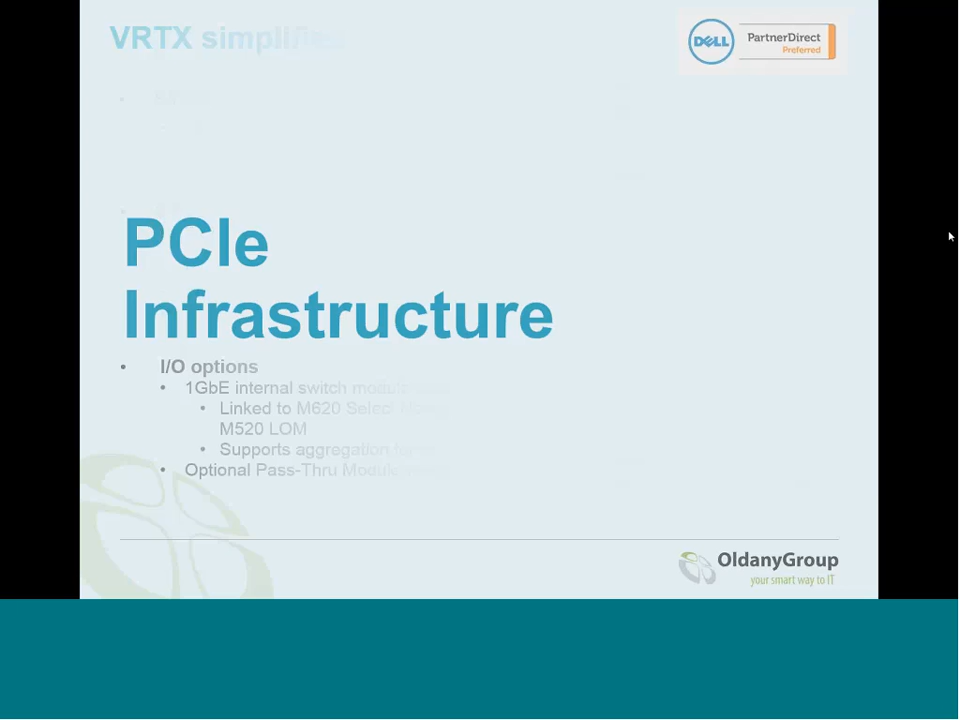 VRTX
DELL
PartnerDirect
Preferred
PCIe
Infrastructure
• I/O options
• 1GbE internal switch module
• Linked to M620 Select
M520 LOM
• Supports aggregation
• Optional Pass-Thru Module
OldanyGroup
your smart way to IT